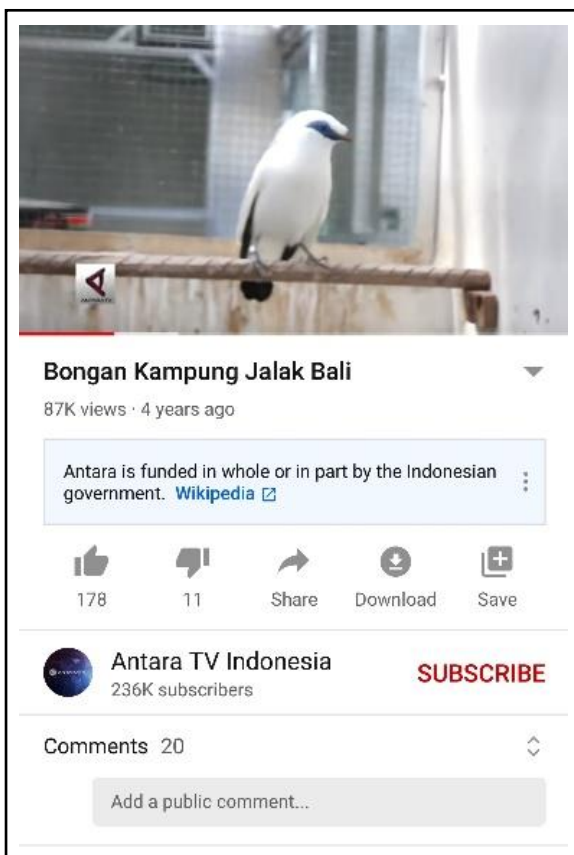 Bongan Kampung Jalak Bali
87K views · 4 years ago
Antara is funded in whole or in part by the Indonesian
government. Wikipedia
178 11 Share Download Save
Antara TV Indonesia
236K subscribers
SUBSCRIBE
Comments 20
Add a public comment...